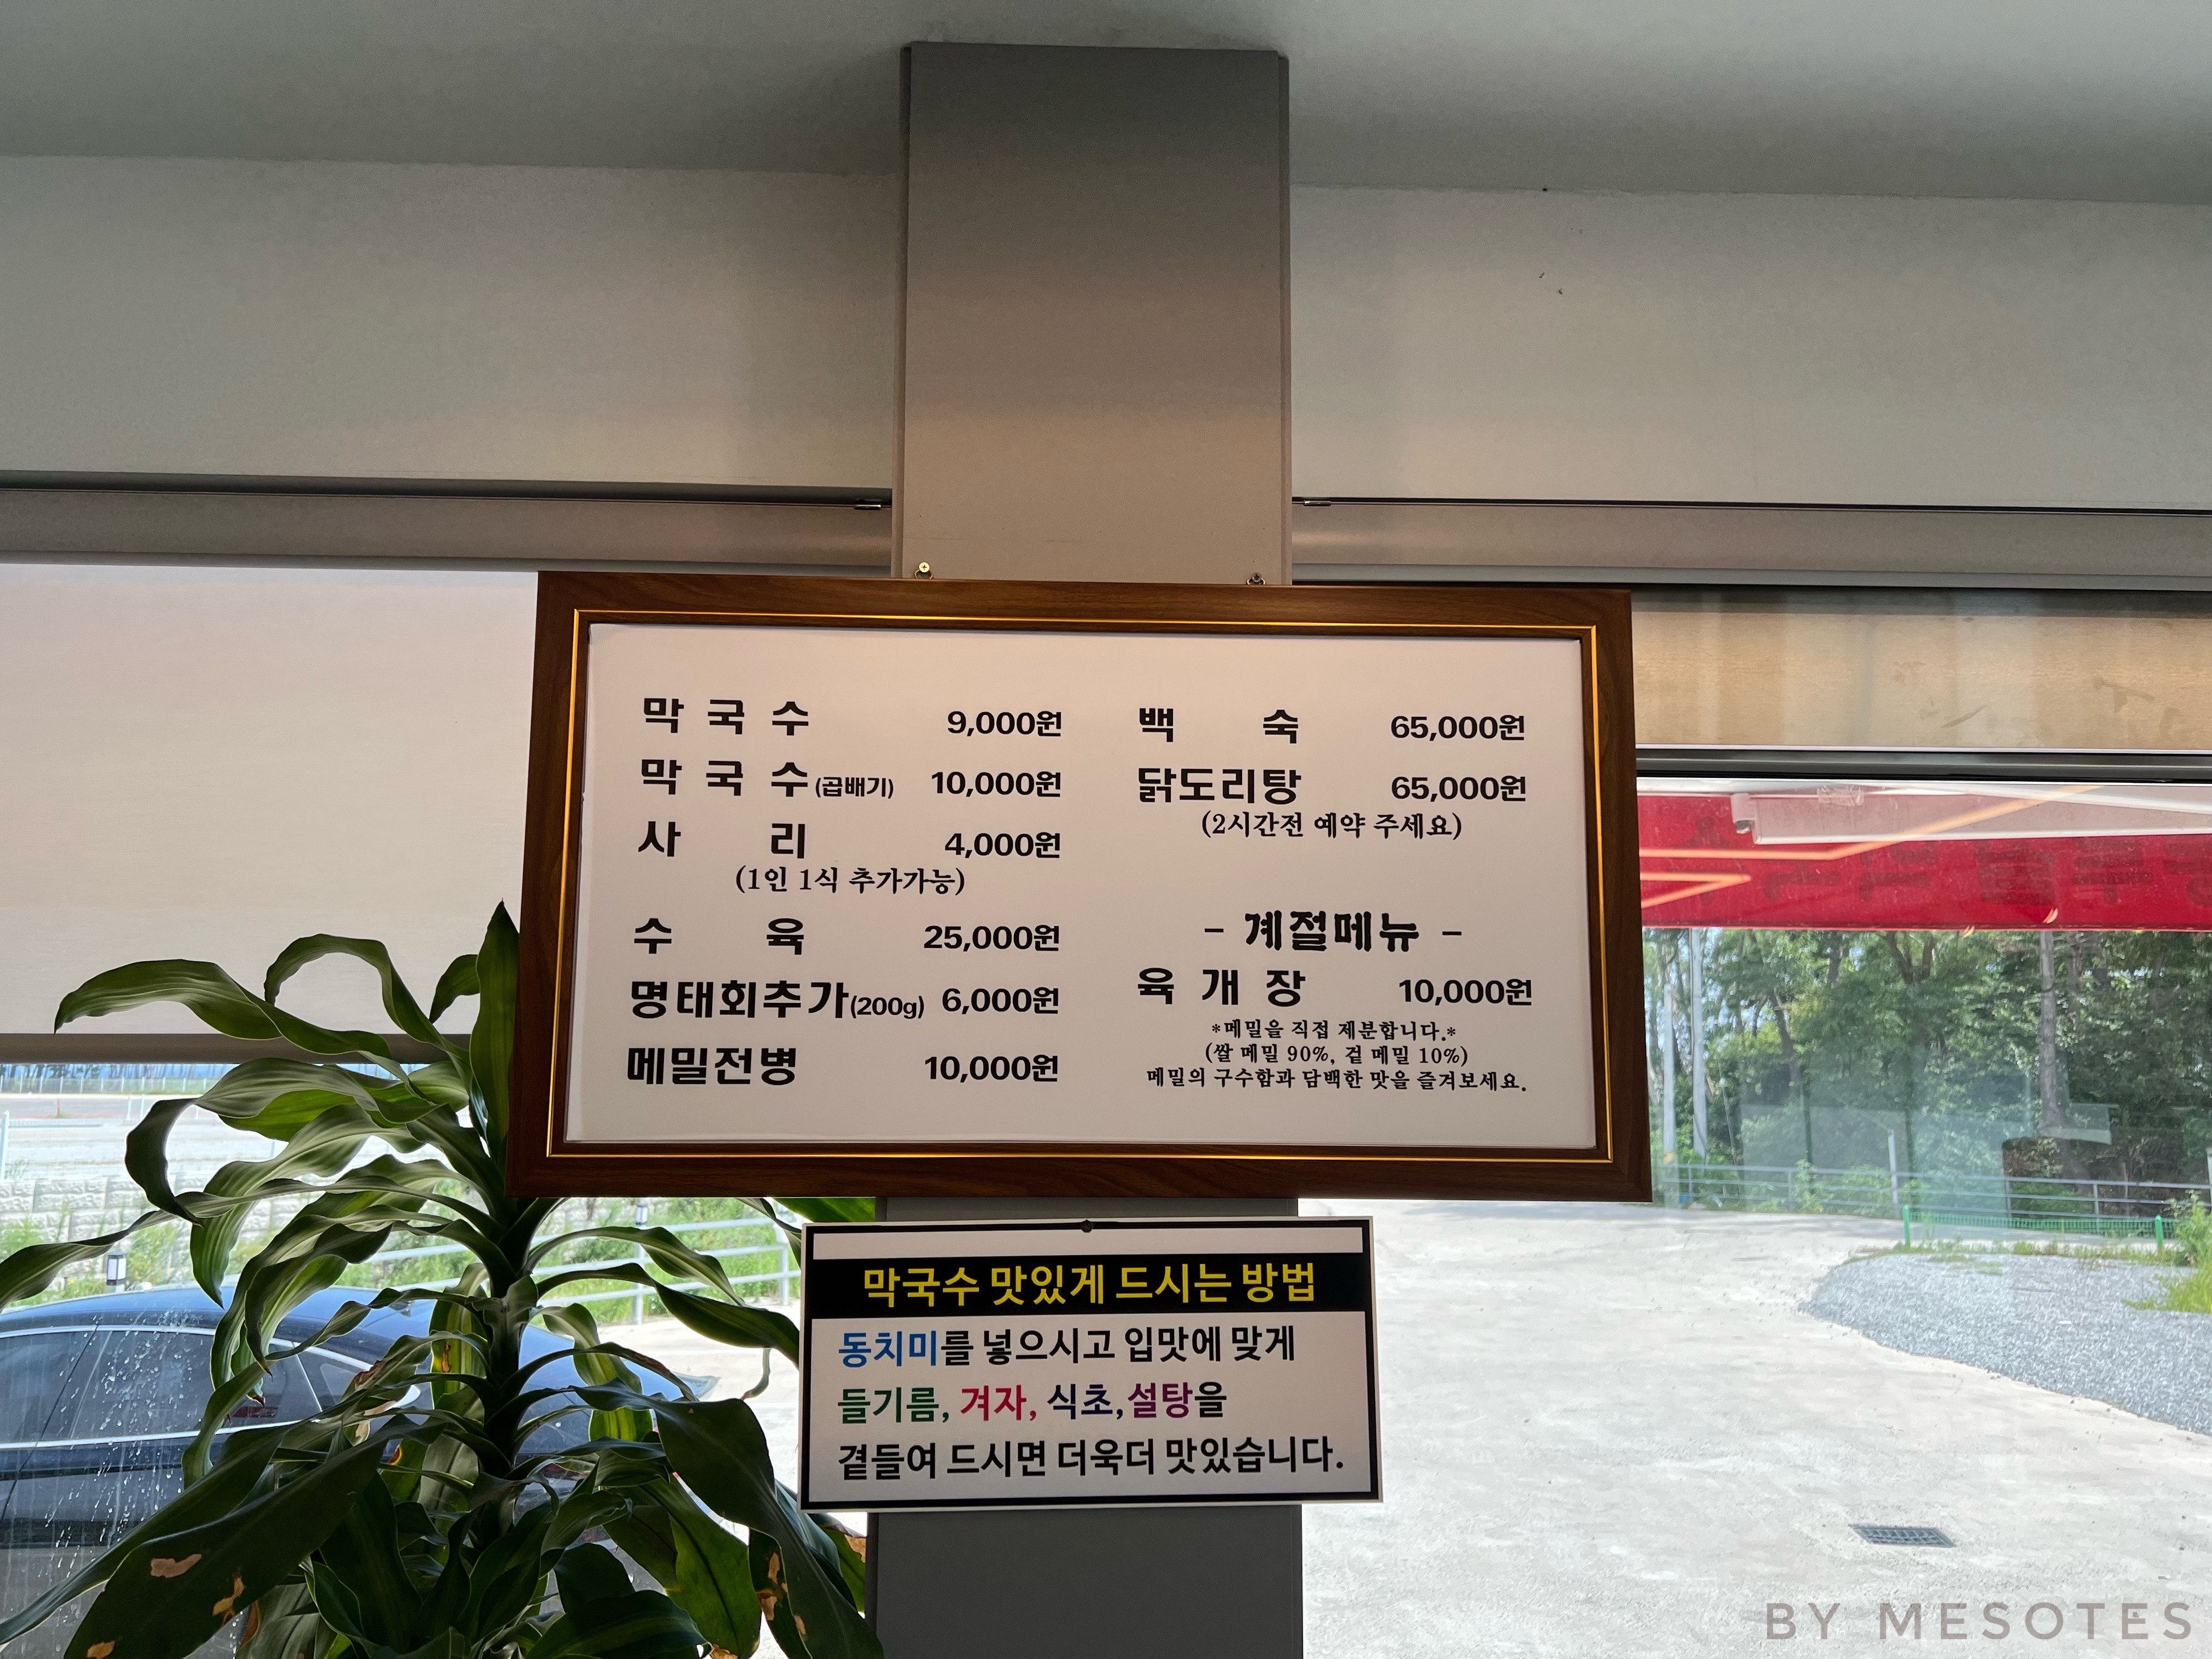 막국수 9,000원
막국수(곱배기) 10,000원
사리 4,000원
(1인 1식 추가가능)
수육 25,000원
명태회추가(200g) 6,000원
메밀전병 10,000원
백숙 65,000원
닭도리탕 65,000원
(2시간전 예약 주세요)
- 계절메뉴 -
육개장 10,000원
*메밀을 직접 제분합니다.*
(쌀 메밀 90%, 겉 메밀 10%)
메밀의 구수함과 담백한 맛을 즐겨보세요.
막국수 맛있게 드시는 방법
동치미를 넣으시고 입맛에 맞게
들기름, 겨자, 식초,설탕을
곁들여 드시면 더욱더 맛있습니다.
BY MESOTES